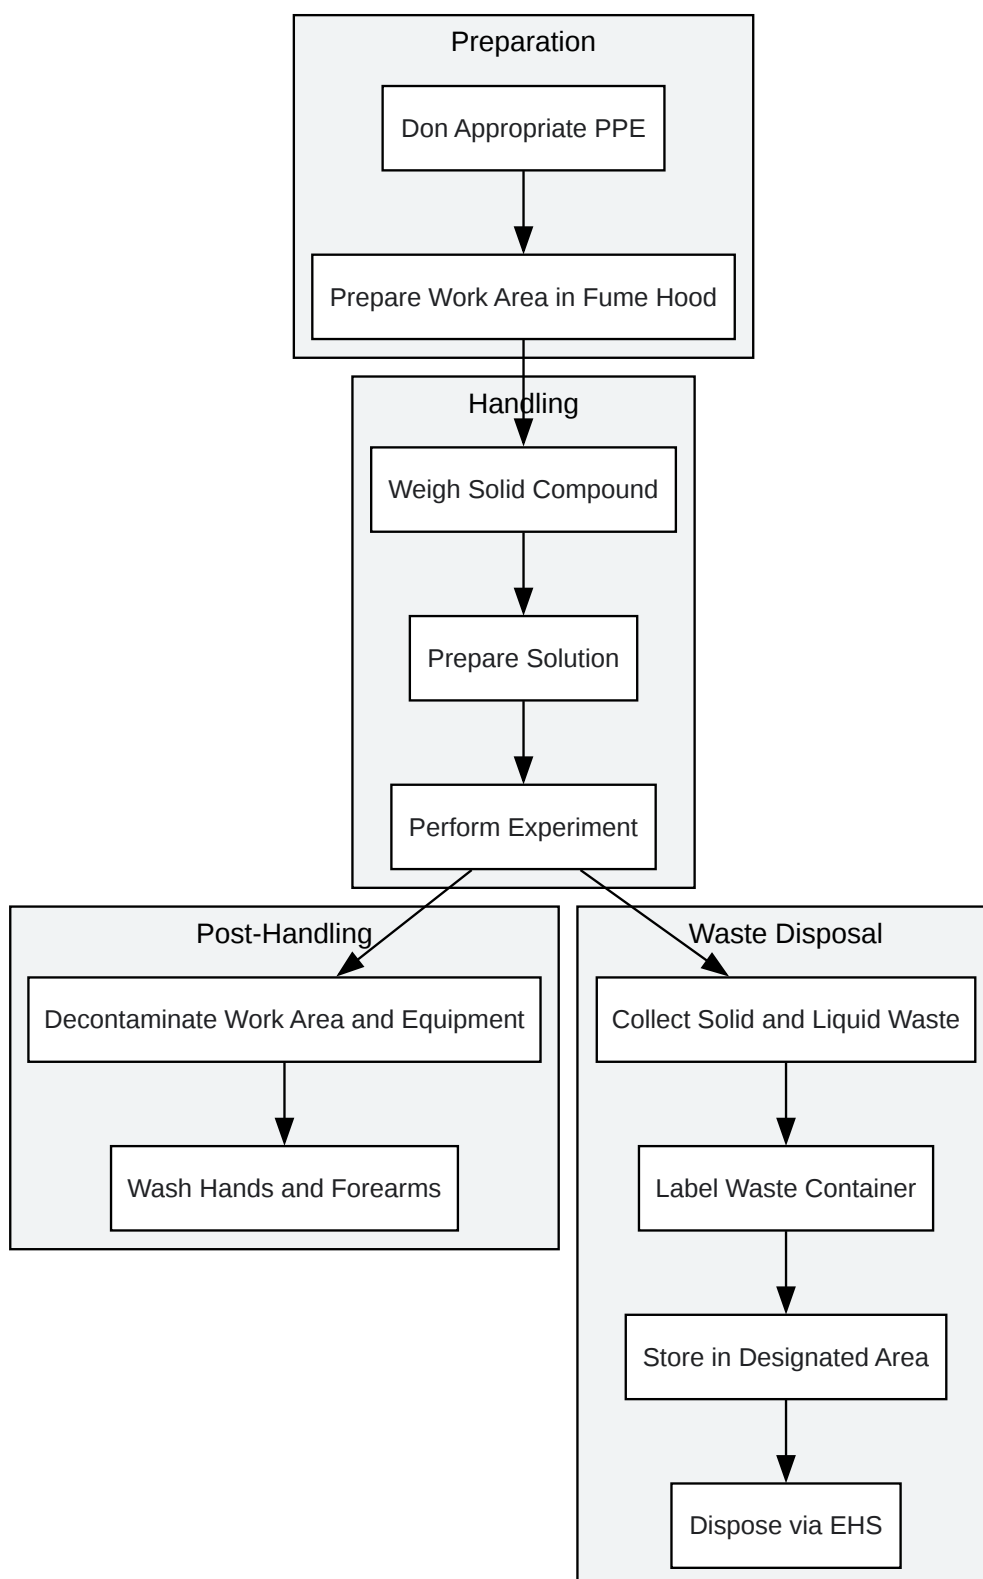 Preparation
Don Appropriate PPE
Prepare Work Area in Fume Hood
Handling
Weigh Solid Compound
Prepare Solution
Perform Experiment
Post-Handling
Decontaminate Work Area and Equipment
Wash Hands and Forearms
Waste Disposal
Collect Solid and Liquid Waste
Label Waste Container
Store in Designated Area
Dispose via EHS